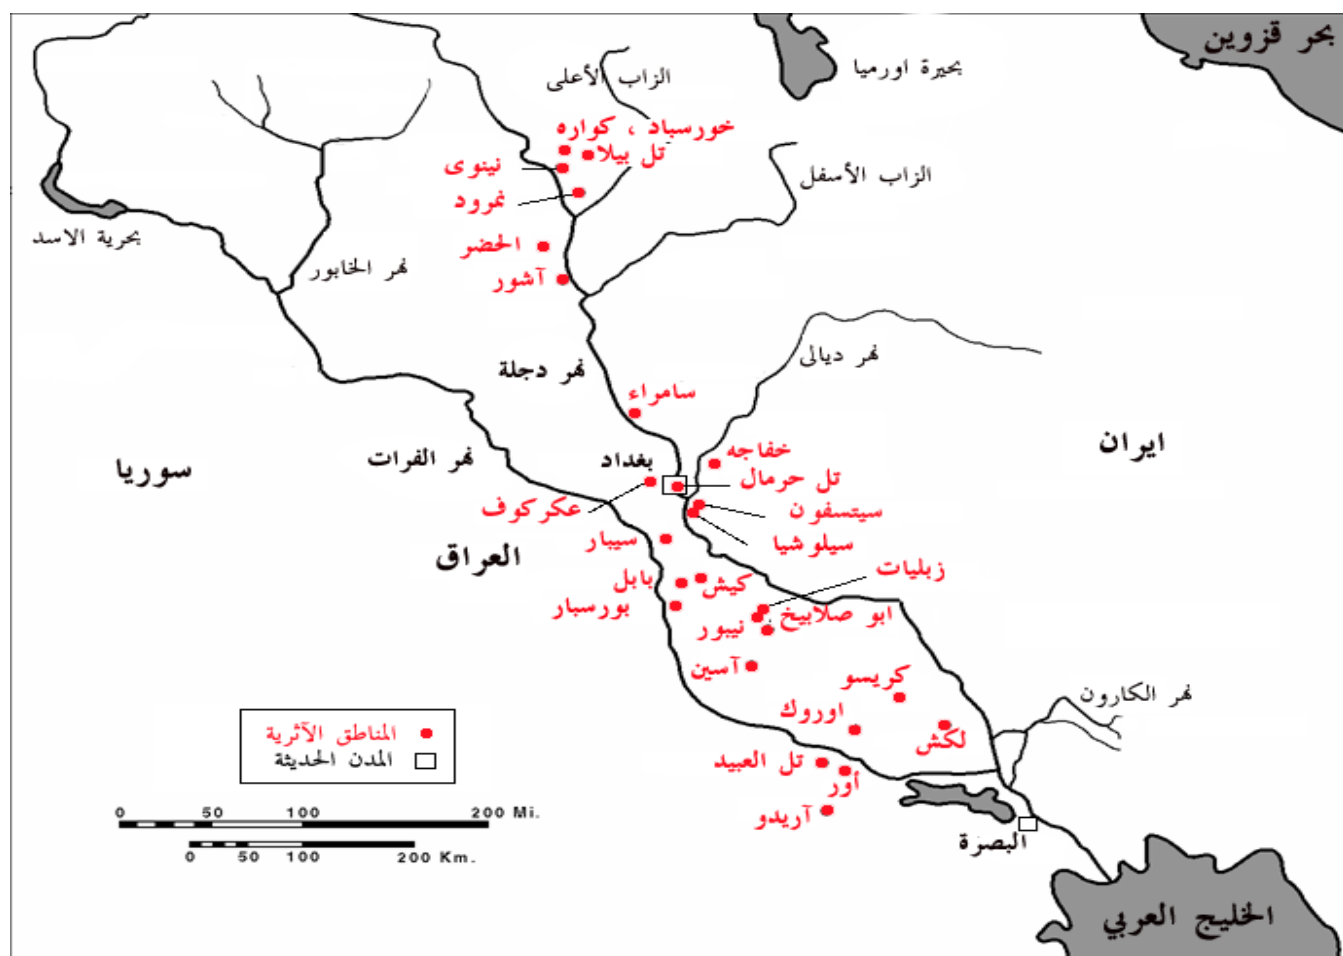 بحر قزوين
بحيرة اورميا
الزاب الأعلى
خورسباد ، كواره
تل بيلا
نينوى
الزاب الأسفل
نمرود
بحرية الاسد
الحضر
نهر الخابور
آشور
نهر ديالى
نهر دجلة
سامراء
ايران
خفاجه
بغداد
نهر الفرات
سوريا
تل حرمال
عكركوف
سيتسفون
سيلوشيا
سيبار
العراق
زبليات
كيش
بابل
بورسبار
ابو صلابيخ
نيبور
آسين
كريسو
نهر الكارون
اوروك
لكش
المناطق الآثرية
المدن الحديثة
تل العبيد
أور
آريدو
0 50 100 200 Mi.
0 50 100 200 Km.
البصرة
الخليج العربي